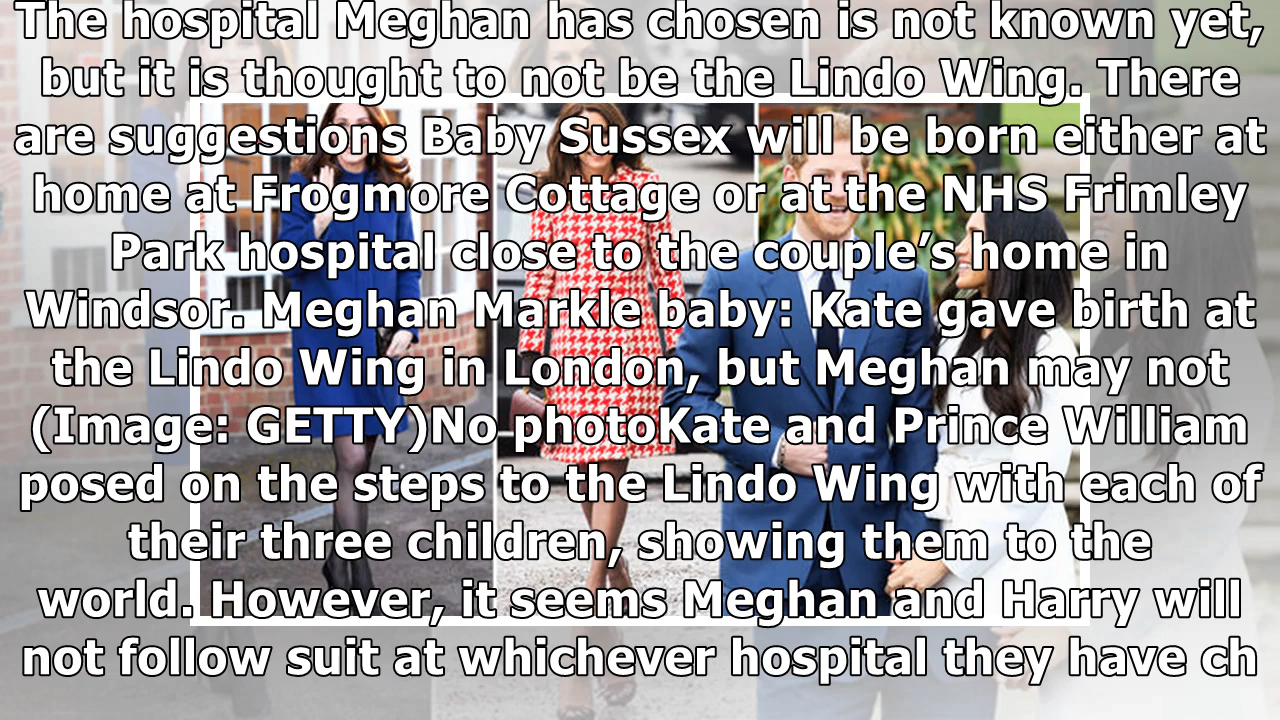 The hospital Meghan has chosen is not known yet,
but it is thought to not be the Lindo Wing. There
are suggestions Baby Sussex will be born either at
home at Frogmore Cottage or at the NHS Frimley
Park hospital close to the couple’s home in
Windsor. Meghan Markle baby: Kate gave birth at
the Lindo Wing in London, but Meghan may not
(Image: GETTY)No photoKate and Prince William
posed on the steps to the Lindo Wing with each of
their three children, showing them to the
world. However, it seems Meghan and Harry will
not follow suit at whichever hospital they have ch